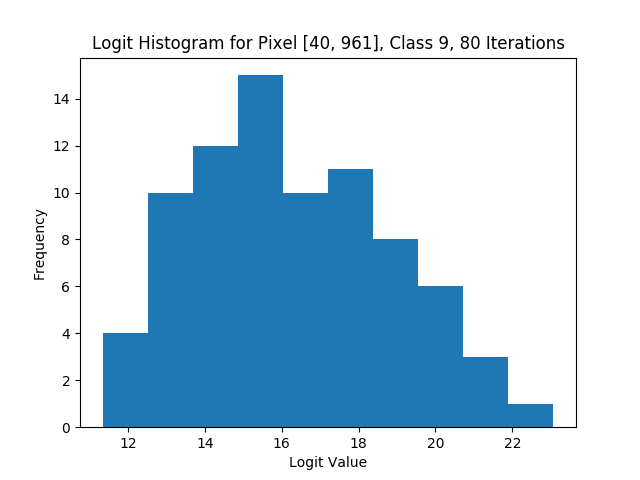 Logit Histogram for Pixel [40, 961], Class 9, 80 Iterations
14
12
10
8
6
4
2
0
Frequency
12 14 16 18 20 22
Logit Value